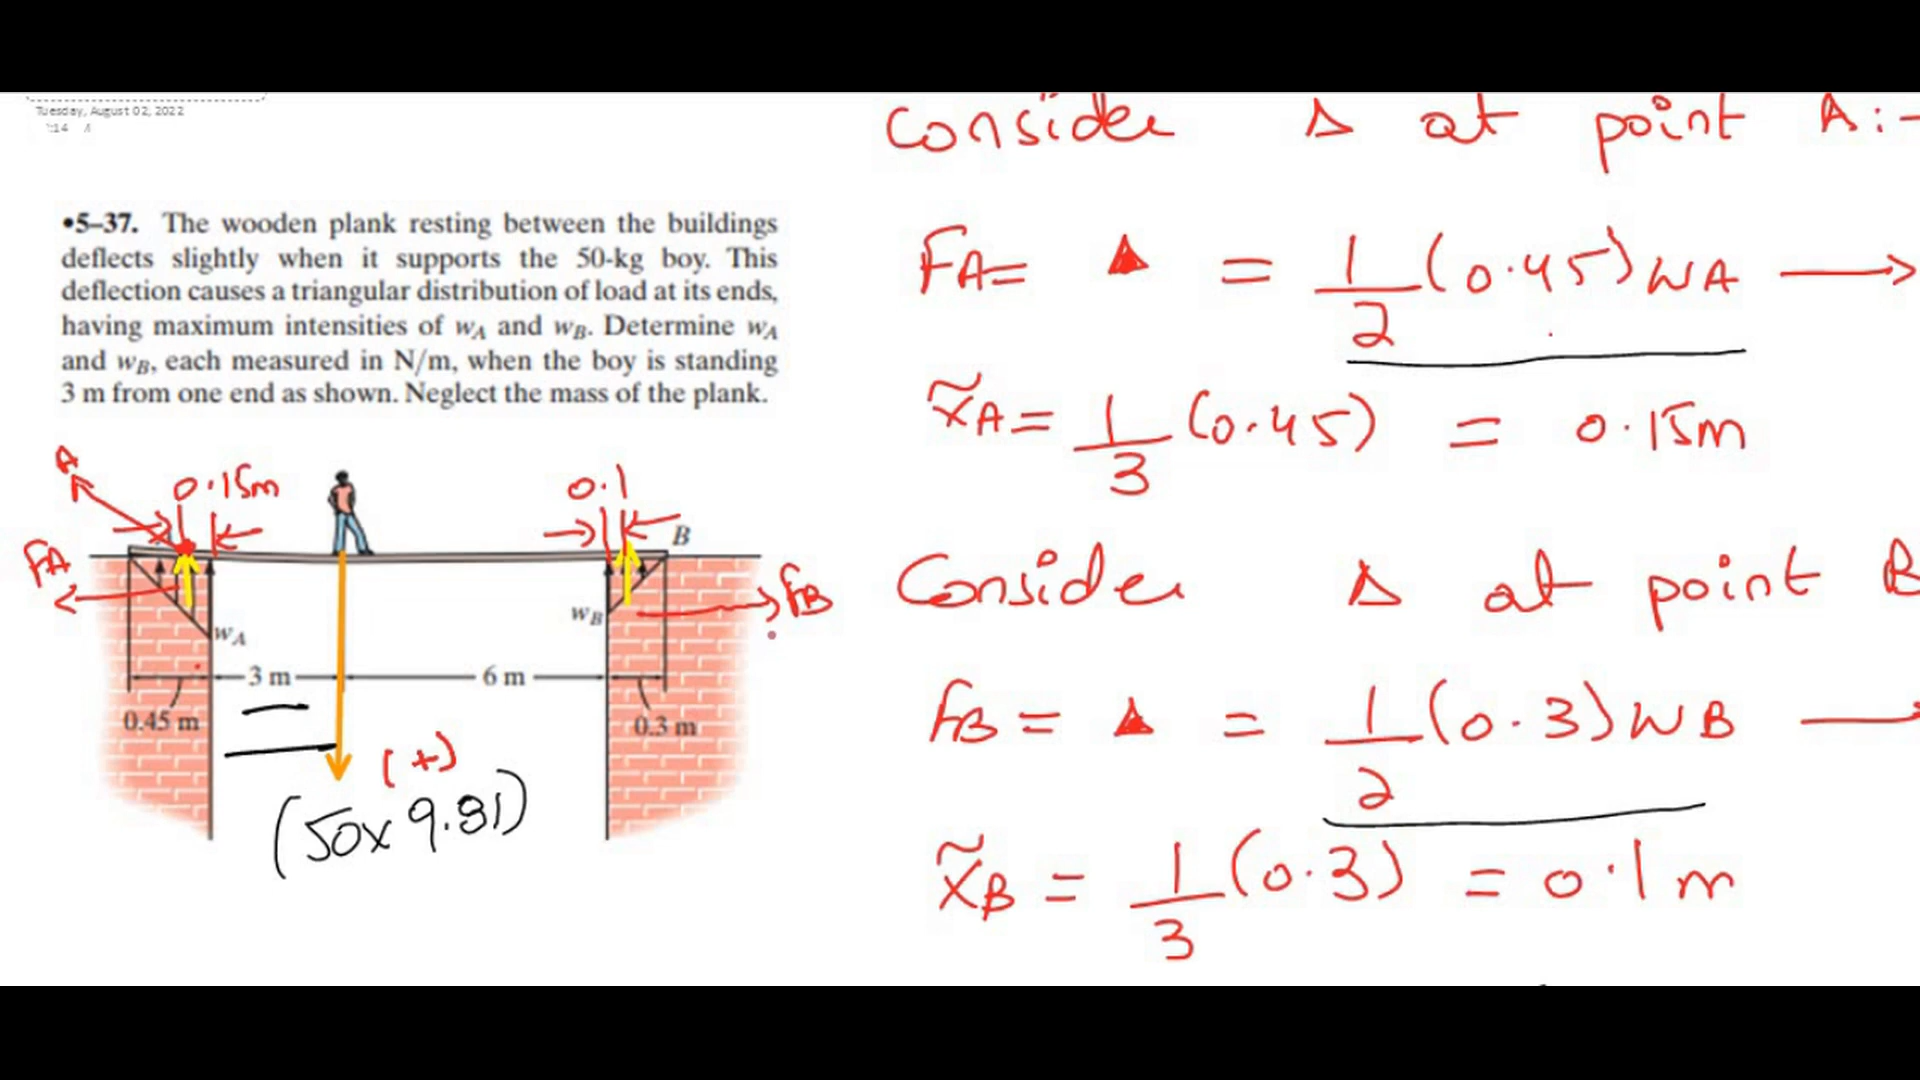 Tuesday, August 02, 2022
:14
•5–37. The wooden plank resting between the buildings
deflects slightly when it supports the 50-kg boy. This
deflection causes a triangular distribution of load at its ends,
having maximum intensities of wA and wB. Determine wA
and wB, each measured in N/m, when the boy is standing
3 m from one end as shown. Neglect the mass of the plank.
A
0.15m
0.1
B
FA
FB
wA
wB
3 m
6 m
0.45 m
0.3 m
(+)
(50x9.81)
Consider Δ at point A:-
FA= ▲ = 1/2 (0.45) WA →
x̃A= 1/3 (0.45) = 0.15m
Consider Δ at point B
FB = ▲ = 1/2 (0.3) WB →
x̃B = 1/3 (0.3) = 0.1 m